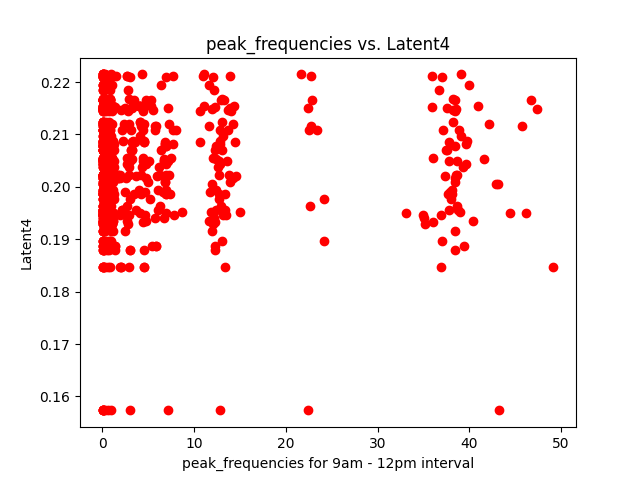 peak_frequencies vs. Latent4
0.22
0.21
0.20
0.19
0.18
0.17
0.16
Latent4
0 10 20 30 40 50
peak_frequencies for 9am - 12pm interval